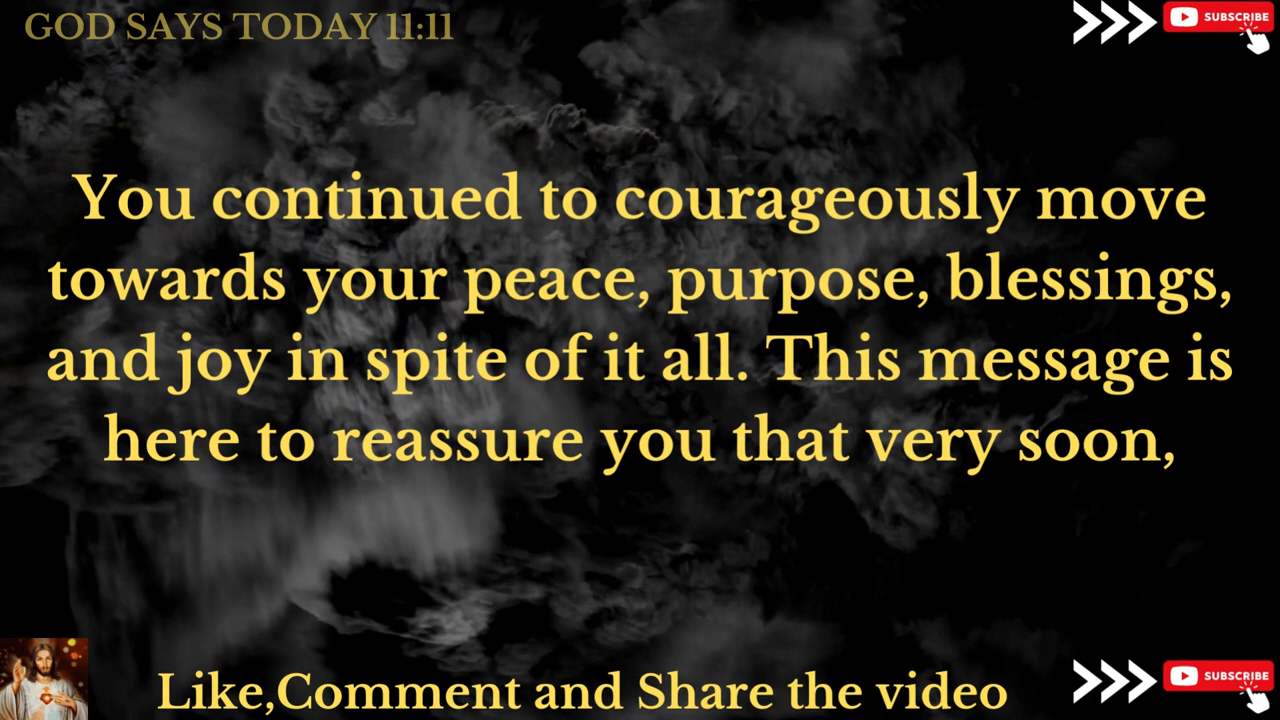 GOD SAYS TODAY 11:11
SUBSCRIBE
You continued to courageously move
towards your peace, purpose, blessings,
and joy in spite of it all. This message is
here to reassure you that very soon,
Like,Comment and Share the video
SUBSCRIBE